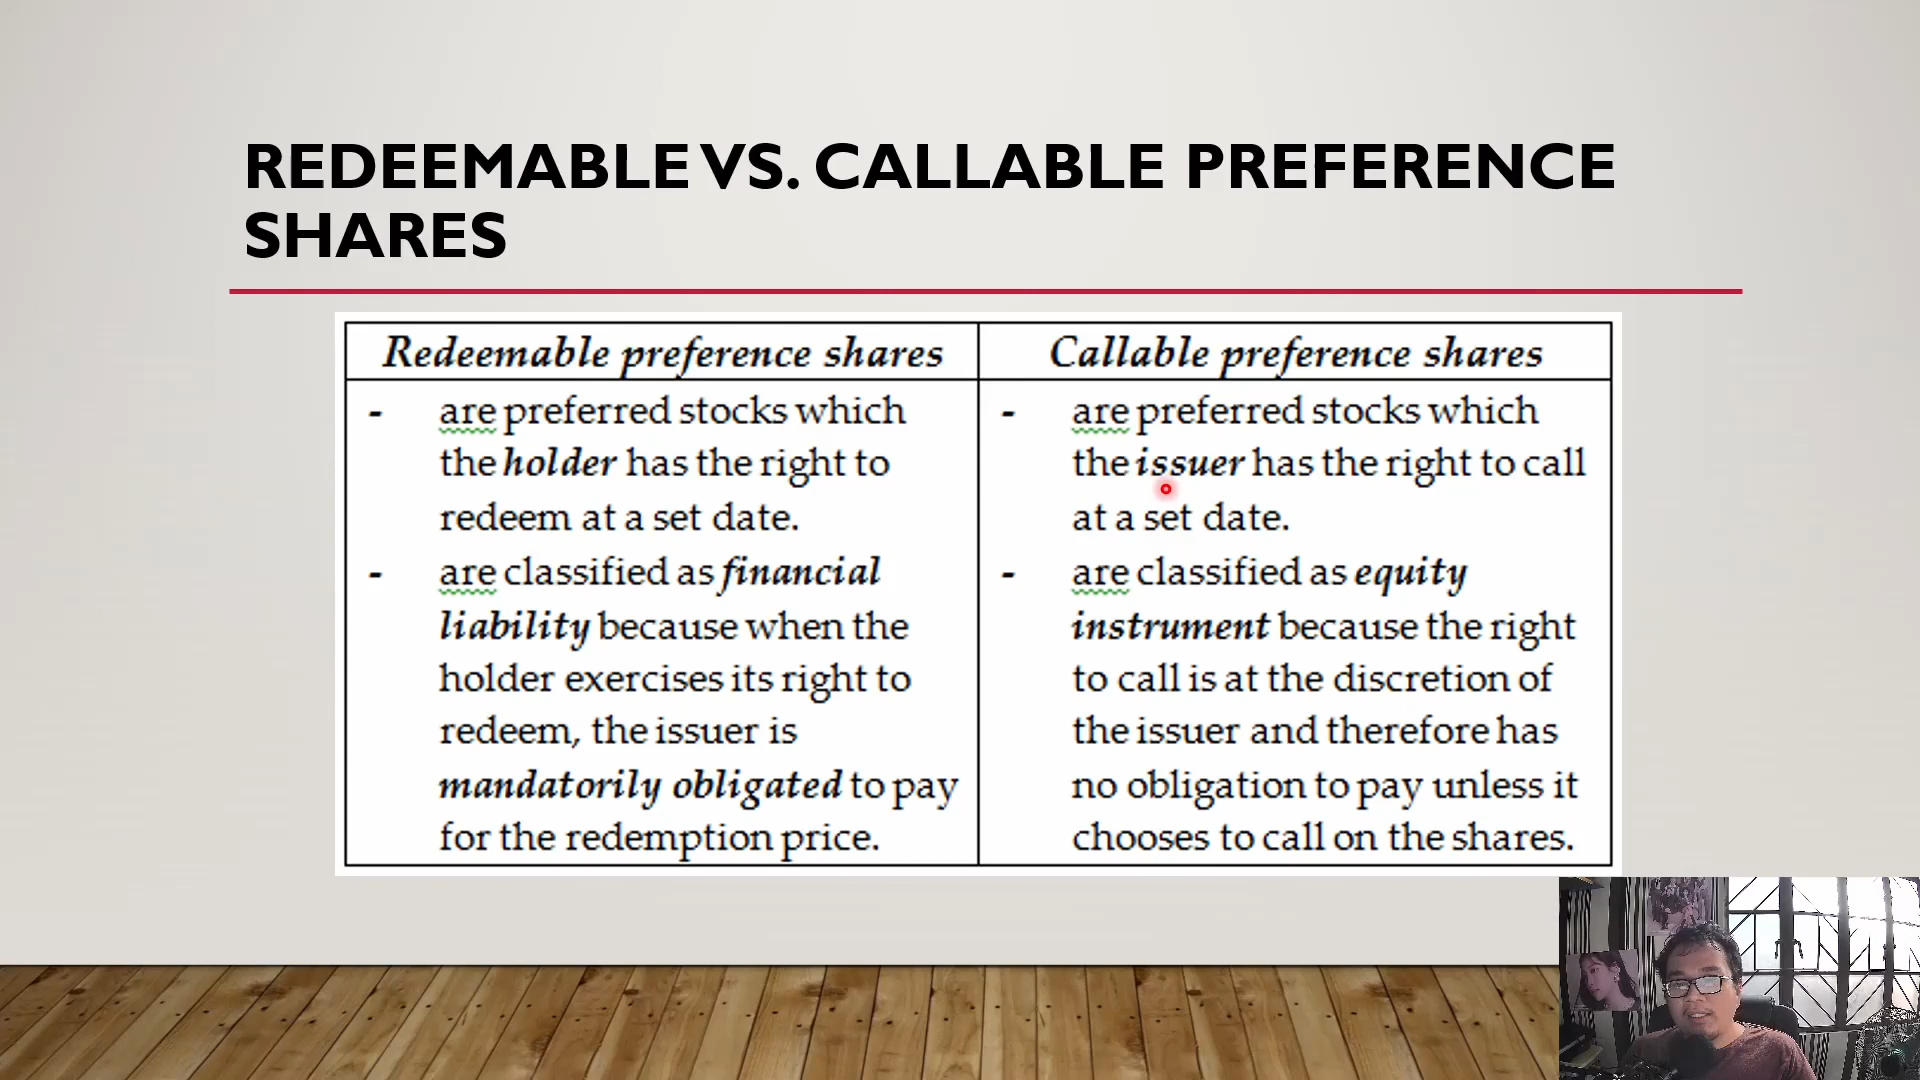 REDEEMABLE VS. CALLABLE PREFERENCE
SHARES
Redeemable preference shares
- are preferred stocks which
the holder has the right to
redeem at a set date.
- are classified as financial
liability because when the
holder exercises its right to
redeem, the issuer is
mandatorily obligated to pay
for the redemption price.
Callable preference shares
- are preferred stocks which
the issuer has the right to call
at a set date.
- are classified as equity
instrument because the right
to call is at the discretion of
the issuer and therefore has
no obligation to pay unless it
chooses to call on the shares.